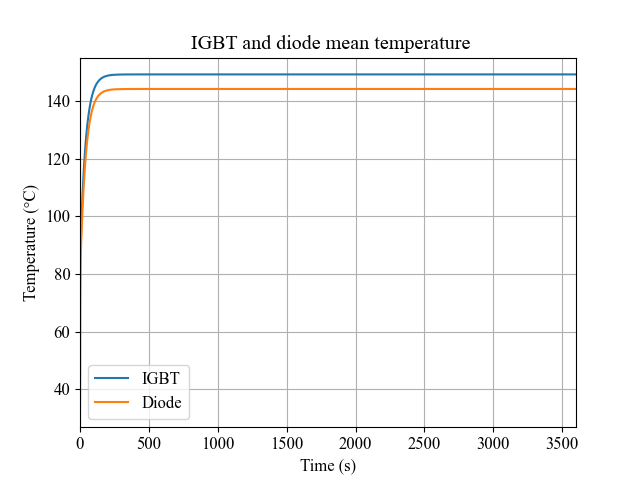 IGBT and diode mean temperature
Temperature (°C)
140
120
100
80
60
40
IGBT
Diode
0 500 1000 1500 2000 2500 3000 3500
Time (s)